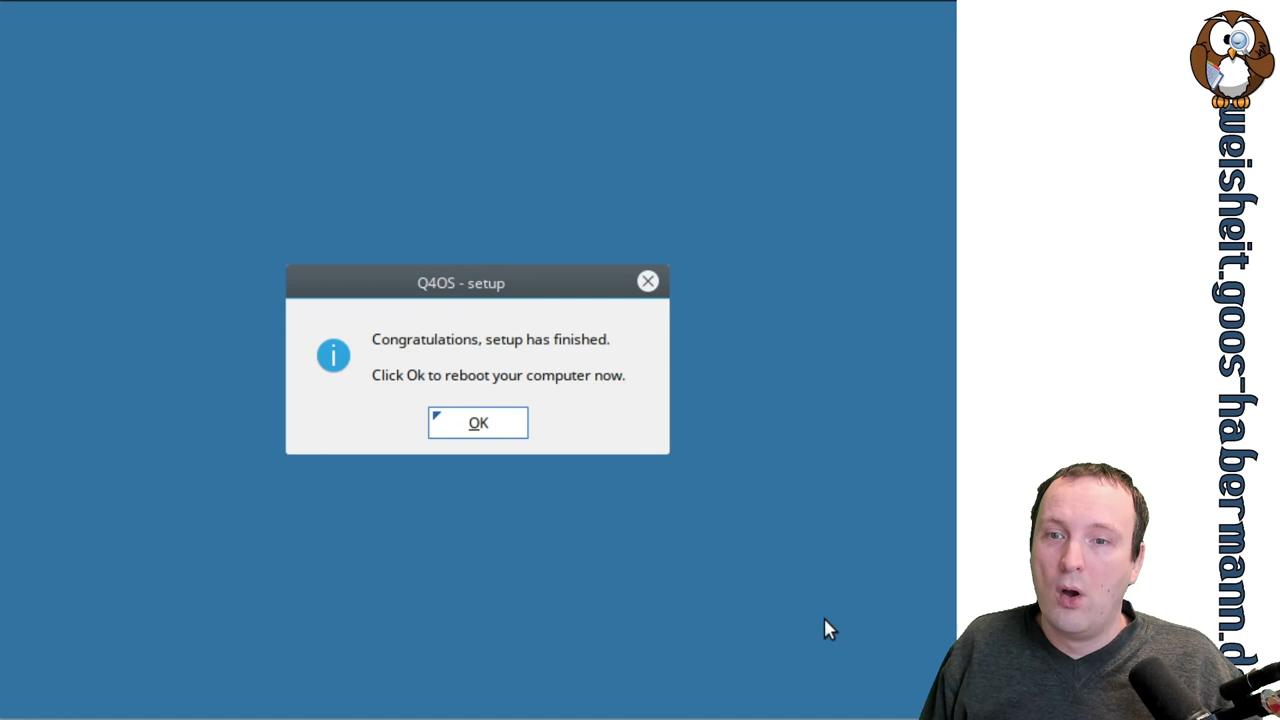 Q4OS - setup
Congratulations, setup has finished.
Click Ok to reboot your computer now.
OK
weisheit.goos-habermann.d